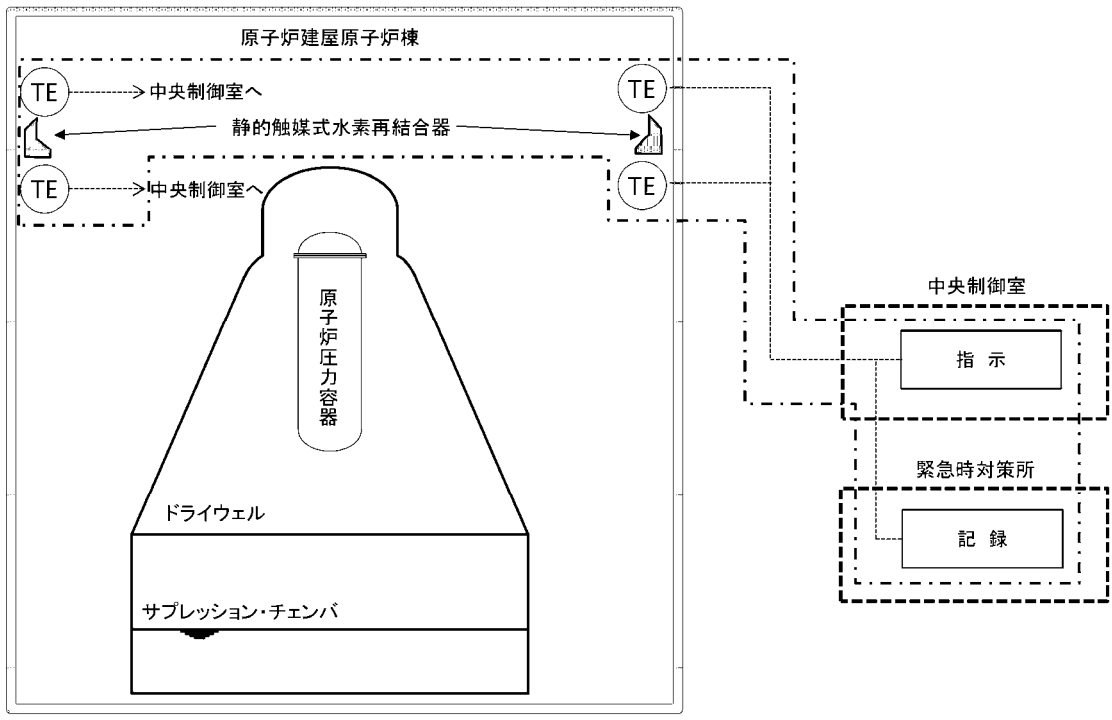 原子炉建屋原子炉棟
TE
中央制御室へ
TE
静的触媒式水素再結合器
TE
中央制御室へ
TE
原子炉圧力容器
中央制御室
指 示
緊急時対策所
記 録
ドライウェル
サプレッション・チェンバ